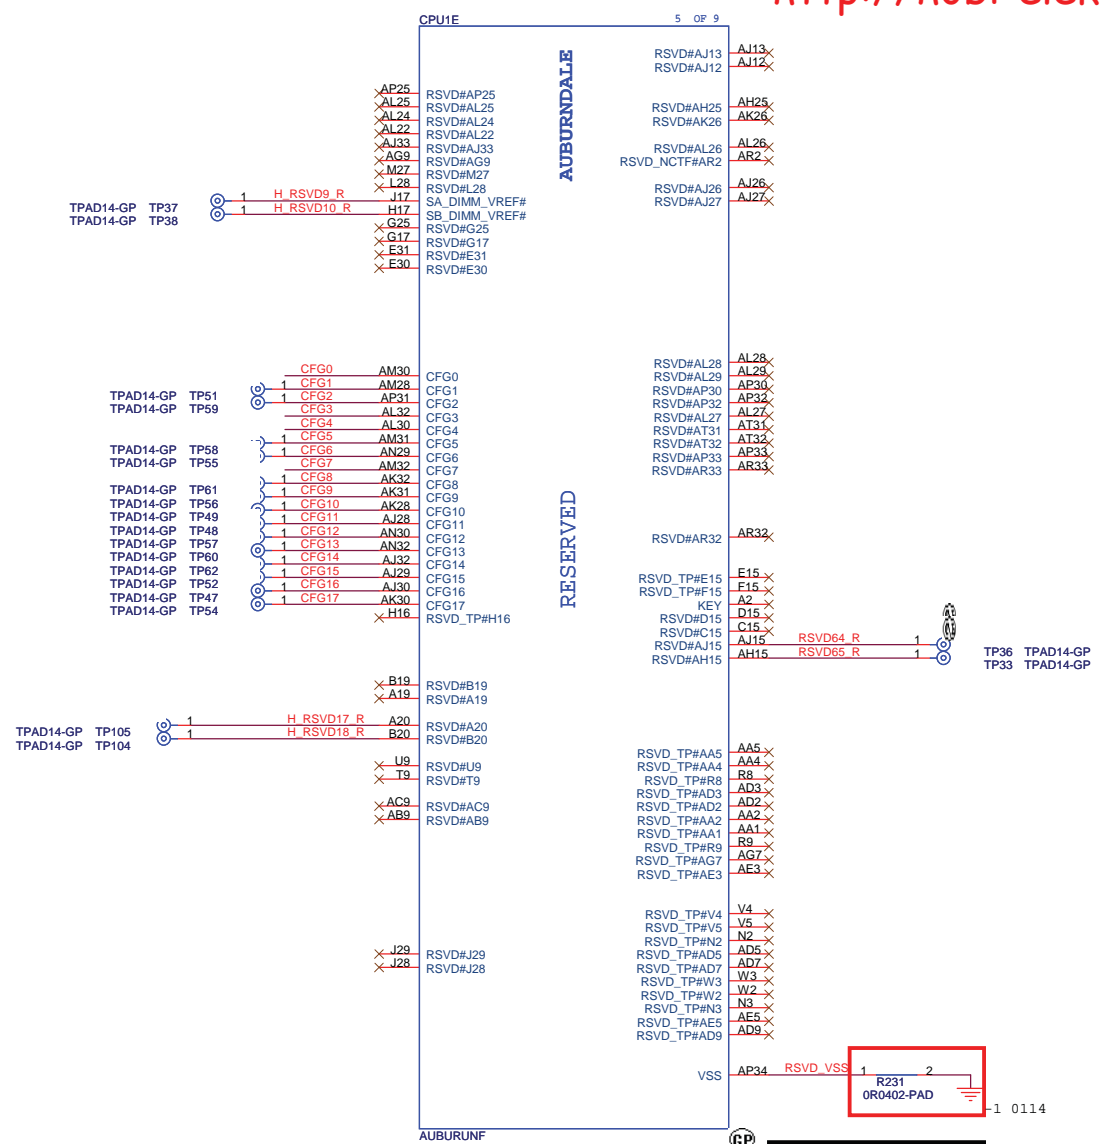 CPU1E
5 OF 9
AUBURNDALE
RESERVED
AP25 RSVD#AP25
AL25 RSVD#AL25
AL24 RSVD#AL24
AL22 RSVD#AL22
AJ33 RSVD#AJ33
AG9 RSVD#AG9
M27 RSVD#M27
L28 RSVD#L28
TPAD14-GP TP37 1 H_RSVD9_R J17 SA_DIMM_VREF#
TPAD14-GP TP38 1 H_RSVD10_R H17 SB_DIMM_VREF#
G25 RSVD#G25
G17 RSVD#G17
E31 RSVD#E31
E30 RSVD#E30
CFG0 AM30 CFG0
TPAD14-GP TP51 1 CFG1 AM28 CFG1
TPAD14-GP TP59 1 CFG2 AP31 CFG2
CFG3 AL32 CFG3
CFG4 AL30 CFG4
TPAD14-GP TP58 1 CFG5 AM31 CFG5
TPAD14-GP TP55 1 CFG6 AN29 CFG6
CFG7 AM32 CFG7
TPAD14-GP TP61 1 CFG8 AK32 CFG8
TPAD14-GP TP56 1 CFG9 AK31 CFG9
TPAD14-GP TP49 1 CFG10 AK28 CFG10
TPAD14-GP TP48 1 CFG11 AJ28 CFG11
TPAD14-GP TP57 1 CFG12 AN30 CFG12
TPAD14-GP TP60 1 CFG13 AN32 CFG13
TPAD14-GP TP62 1 CFG14 AJ32 CFG14
TPAD14-GP TP52 1 CFG15 AJ29 CFG15
TPAD14-GP TP47 1 CFG16 AJ30 CFG16
TPAD14-GP TP54 1 CFG17 AK30 CFG17
H16 RSVD_TP#H16
B19 RSVD#B19
A19 RSVD#A19
TPAD14-GP TP105 1 H_RSVD17_R A20 RSVD#A20
TPAD14-GP TP104 1 H_RSVD18_R B20 RSVD#B20
U9 RSVD#U9
T9 RSVD#T9
AC9 RSVD#AC9
AB9 RSVD#AB9
J29 RSVD#J29
J28 RSVD#J28
RSVD#AJ13 AJ13
RSVD#AJ12 AJ12
RSVD#AH25 AH25
RSVD#AK26 AK26
RSVD#AL26 AL26
RSVD_NCTF#AR2 AR2
RSVD#AJ26 AJ26
RSVD#AJ27 AJ27
RSVD#AL28 AL28
RSVD#AL29 AL29
RSVD#AP30 AP30
RSVD#AP32 AP32
RSVD#AL27 AL27
RSVD#AT31 AT31
RSVD#AT32 AT32
RSVD#AP33 AP33
RSVD#AR33 AR33
RSVD#AR32 AR32
RSVD_TP#E15 E15
RSVD_TP#F15 F15
KEY A2
RSVD#D15 D15
RSVD#C15 C15
RSVD#AJ15 AJ15 RSVD64_R 1 TP36 TPAD14-GP
RSVD#AH15 AH15 RSVD65_R 1 TP33 TPAD14-GP
RSVD_TP#AA5 AA5
RSVD_TP#AA4 AA4
RSVD_TP#R8 R8
RSVD_TP#AD3 AD3
RSVD_TP#AD2 AD2
RSVD_TP#AA2 AA2
RSVD_TP#AA1 AA1
RSVD_TP#R9 R9
RSVD_TP#AG7 AG7
RSVD_TP#AE3 AE3
RSVD_TP#V4 V4
RSVD_TP#V5 V5
RSVD_TP#N2 N2
RSVD_TP#AD5 AD5
RSVD_TP#AD7 AD7
RSVD_TP#W3 W3
RSVD_TP#W2 W2
RSVD_TP#N3 N3
RSVD_TP#AE5 AE5
RSVD_TP#AD9 AD9
VSS AP34 RSVD_VSS 1 2
R231
0R0402-PAD
-1 0114
AUBURUNF
GP